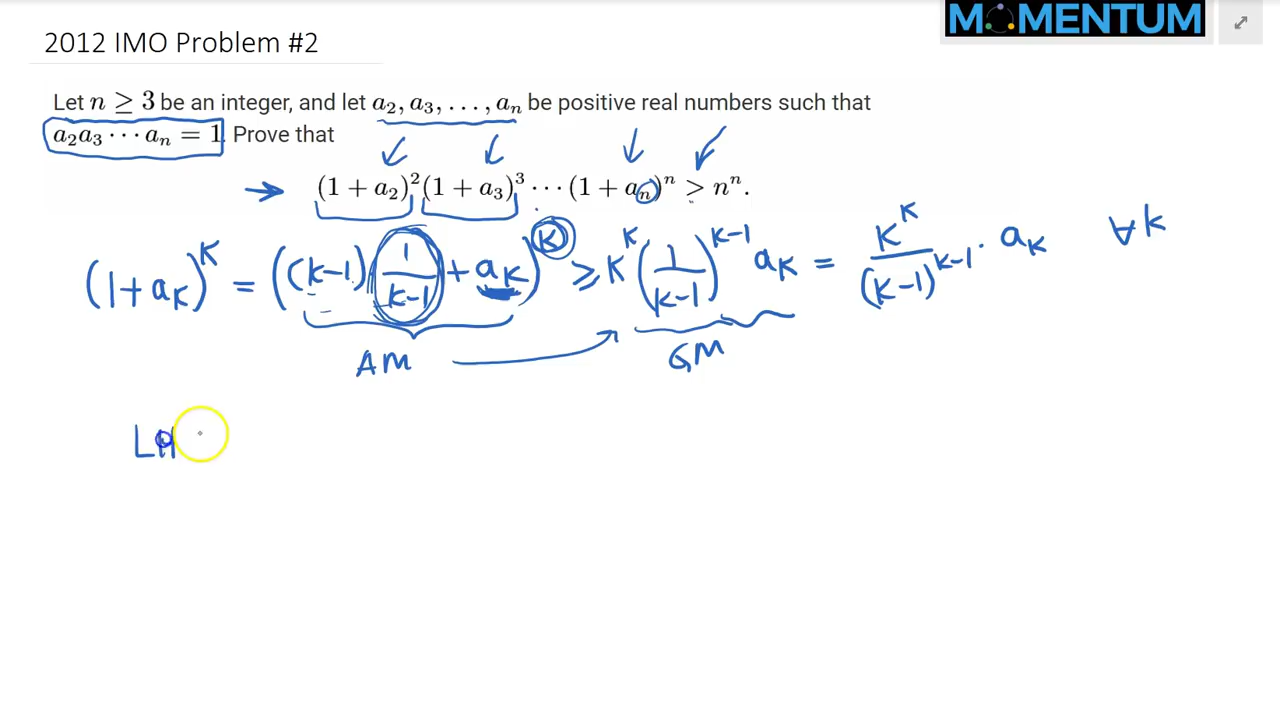 MOMENTUM
2012 IMO Problem #2
Let n ≥ 3 be an integer, and let a₂, a₃, . . . , aₙ be positive real numbers such that
a₂a₃ · · · aₙ = 1. Prove that
(1 + a₂)²(1 + a₃)³ · · · (1 + aₙ)ⁿ > nⁿ.
(1+aₖ)ᴷ = ((k-1)(1/(k-1)) + aₖ)ᵏ ≥ Kᴷ(1/(k-1))ᵏ⁻¹ aₖ = Kᴷ/(k-1)ᵏ⁻¹ · aₖ ∀k
AM GM
LH